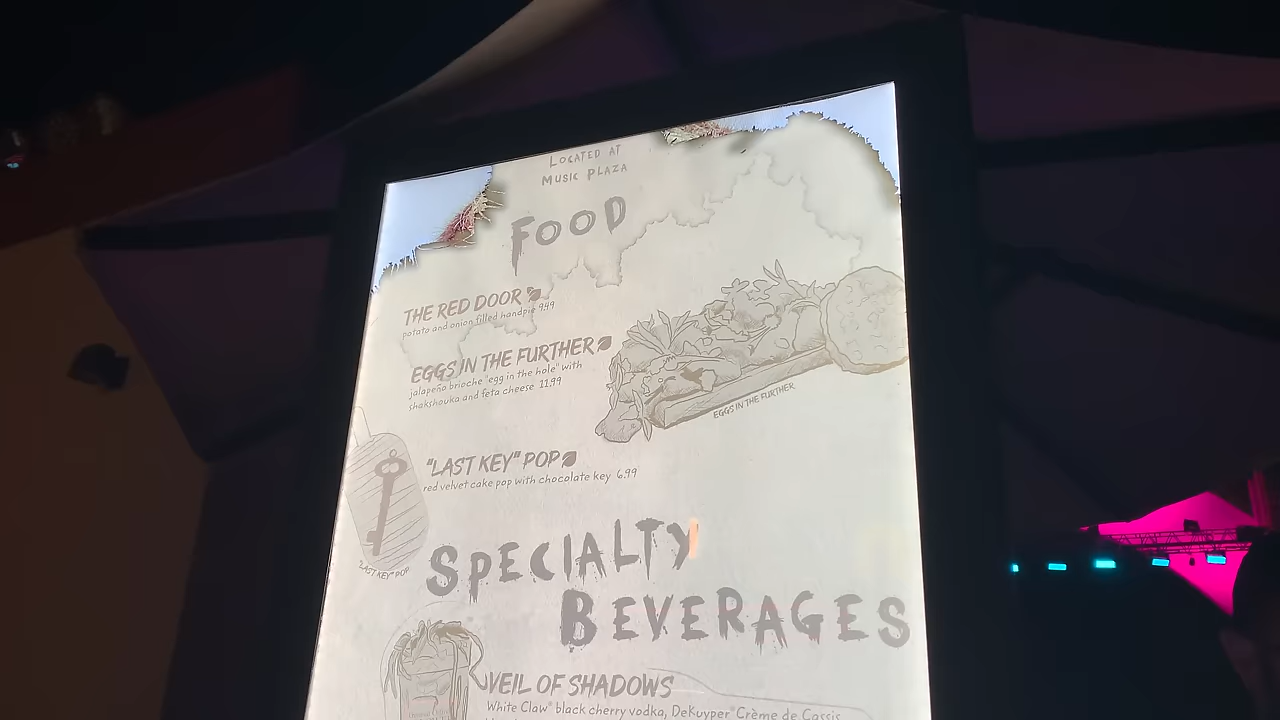 LOCATED AT
MUSIC PLAZA
FOOD
THE RED DOOR
potato and onion filled handpie 9.49
EGGS IN THE FURTHER
jalapeño brioche "egg in the hole" with
shakshouka and feta cheese 11.99
EGGS IN THE FURTHER
"LAST KEY" POP
red velvet cake pop with chocolate key 6.99
"LAST KEY" POP
SPECIALTY
BEVERAGES
VEIL OF SHADOWS
White Claw® black cherry vodka, DeKuyper® Crème de Cassis